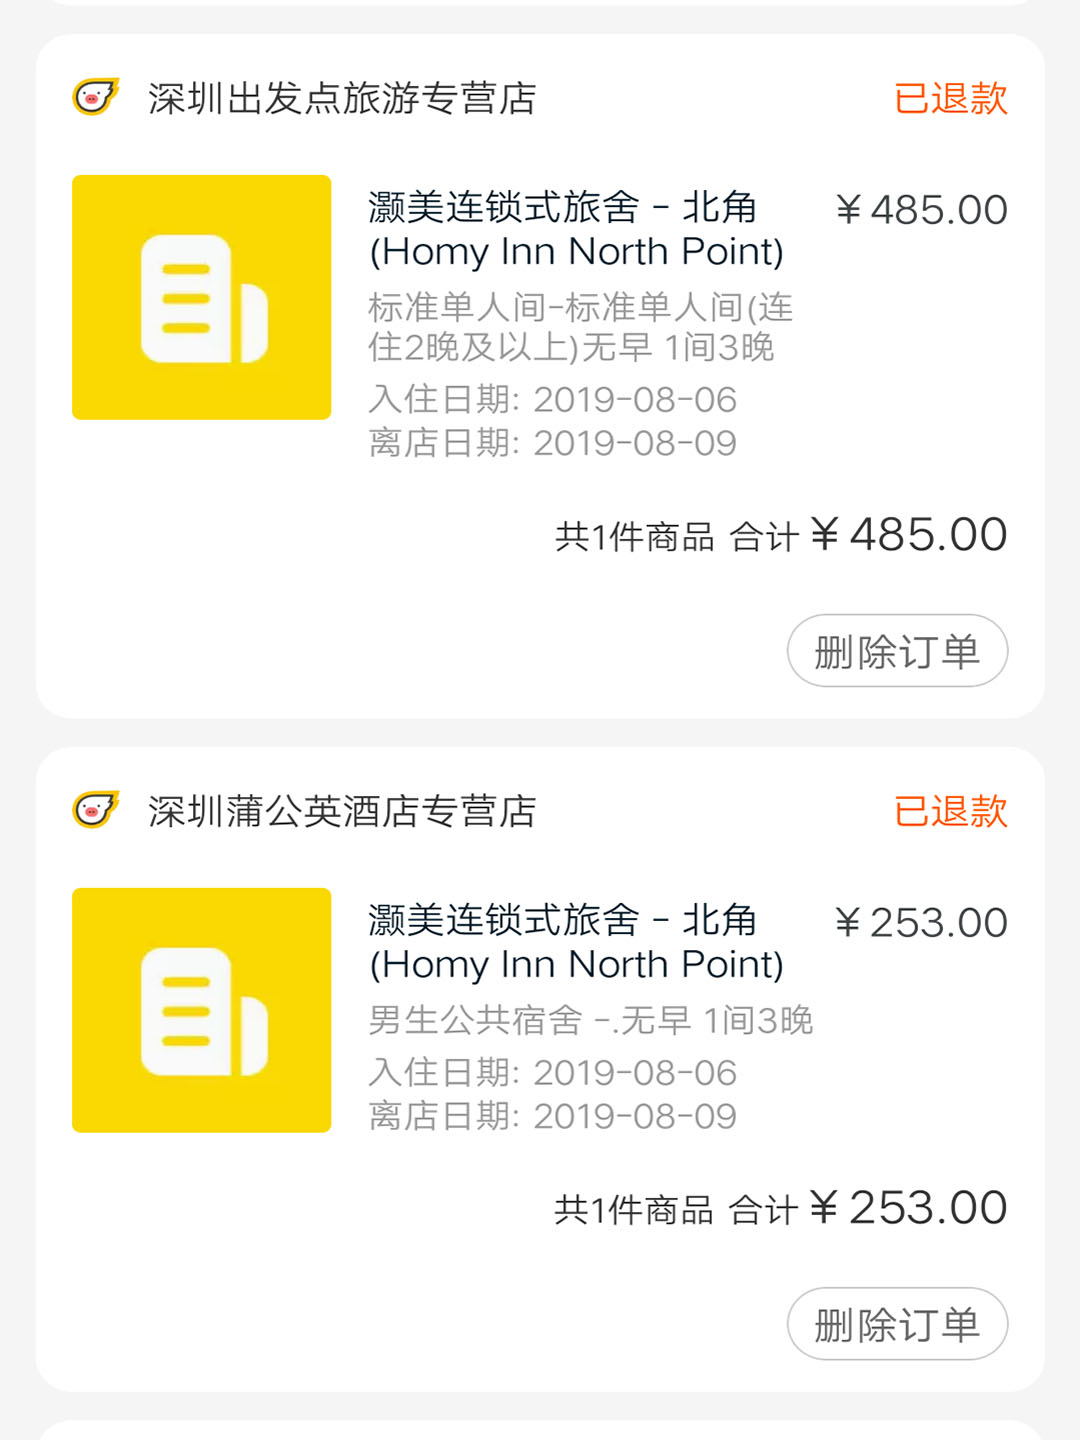 深圳出发点旅游专营店 已退款
灏美连锁式旅舍 - 北角 ¥485.00
(Homy Inn North Point)
标准单人间-标准单人间(连
住2晚及以上)无早 1间3晚
入住日期: 2019-08-06
离店日期: 2019-08-09
共1件商品 合计 ¥485.00
删除订单
深圳蒲公英酒店专营店 已退款
灏美连锁式旅舍 - 北角 ¥253.00
(Homy Inn North Point)
男生公共宿舍 -.无早 1间3晚
入住日期: 2019-08-06
离店日期: 2019-08-09
共1件商品 合计 ¥253.00
删除订单